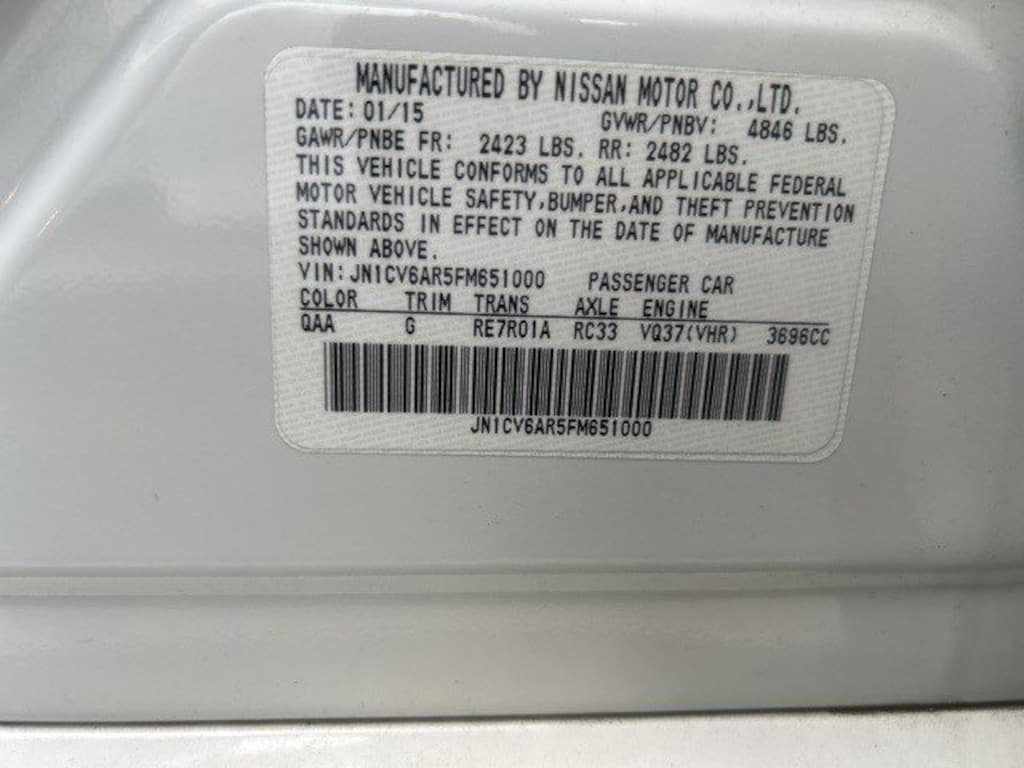 MANUFACTURED BY NISSAN MOTOR CO.,LTD.
DATE: 01/15 GVWR/PNBV: 4846 LBS.
GAWR/PNBE FR: 2423 LBS. RR: 2482 LBS.
THIS VEHICLE CONFORMS TO ALL APPLICABLE FEDERAL
MOTOR VEHICLE SAFETY,BUMPER,AND THEFT PREVENTION
STANDARDS IN EFFECT ON THE DATE OF MANUFACTURE
SHOWN ABOVE.
VIN: JN1CV6AR5FM651000 PASSENGER CAR
COLOR TRIM TRANS AXLE ENGINE
QAA G RE7R01A RC33 VQ37(VHR) 3696CC
JN1CV6AR5FM651000